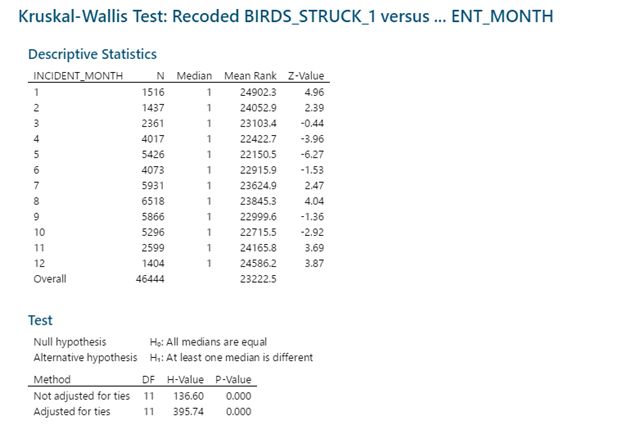 Kruskal-Wallis Test: Recoded BIRDS_STRUCK_1 versus ... ENT_MONTH
Descriptive Statistics
INCIDENT_MONTH N Median Mean Rank Z-Value
1 1516 1 24902.3 4.96
2 1437 1 24052.9 2.39
3 2361 1 23103.4 -0.44
4 4017 1 22422.7 -3.96
5 5426 1 22150.5 -6.27
6 4073 1 22915.9 -1.53
7 5931 1 23624.9 2.47
8 6518 1 23845.3 4.04
9 5866 1 22999.6 -1.36
10 5296 1 22715.5 -2.92
11 2599 1 24165.8 3.69
12 1404 1 24586.2 3.87
Overall 46444 23222.5
Test
Null hypothesis H₀: All medians are equal
Alternative hypothesis H₁: At least one median is different
Method DF H-Value P-Value
Not adjusted for ties 11 136.60 0.000
Adjusted for ties 11 395.74 0.000